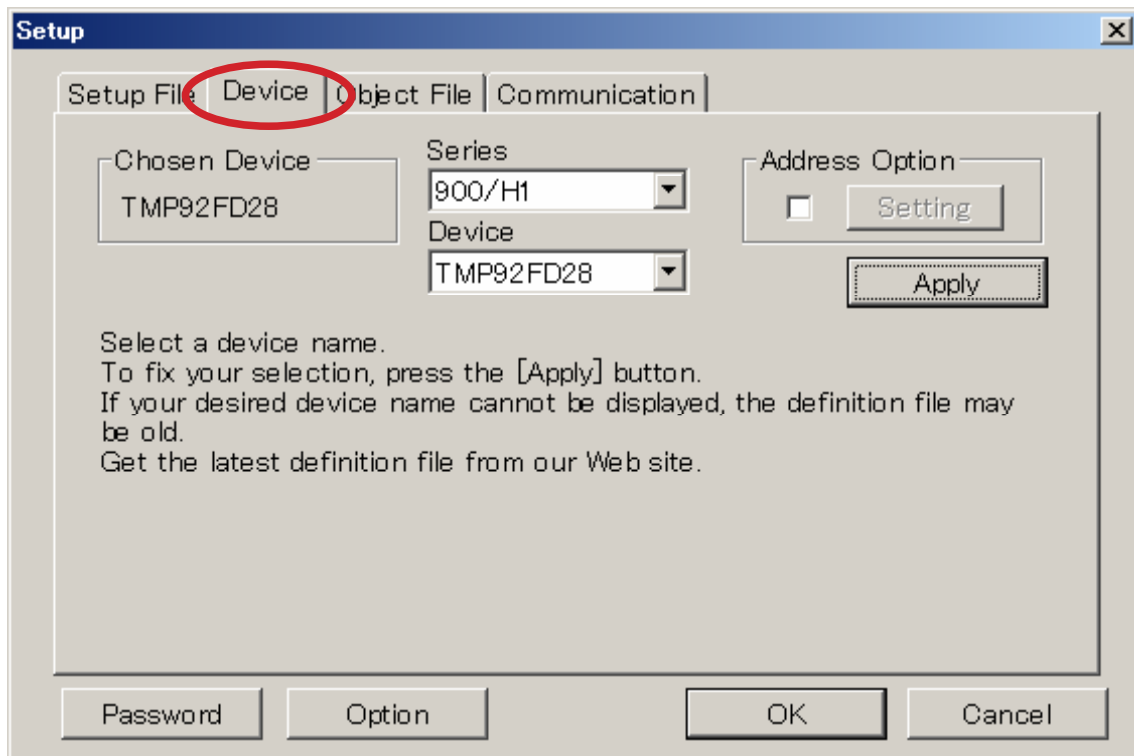 Setup
Setup File Device Object File Communication
Chosen Device
TMP92FD28
Series
900/H1
Device
TMP92FD28
Address Option
Setting
Apply
Select a device name.
To fix your selection, press the [Apply] button.
If your desired device name cannot be displayed, the definition file may
be old.
Get the latest definition file from our Web site.
Password Option OK Cancel